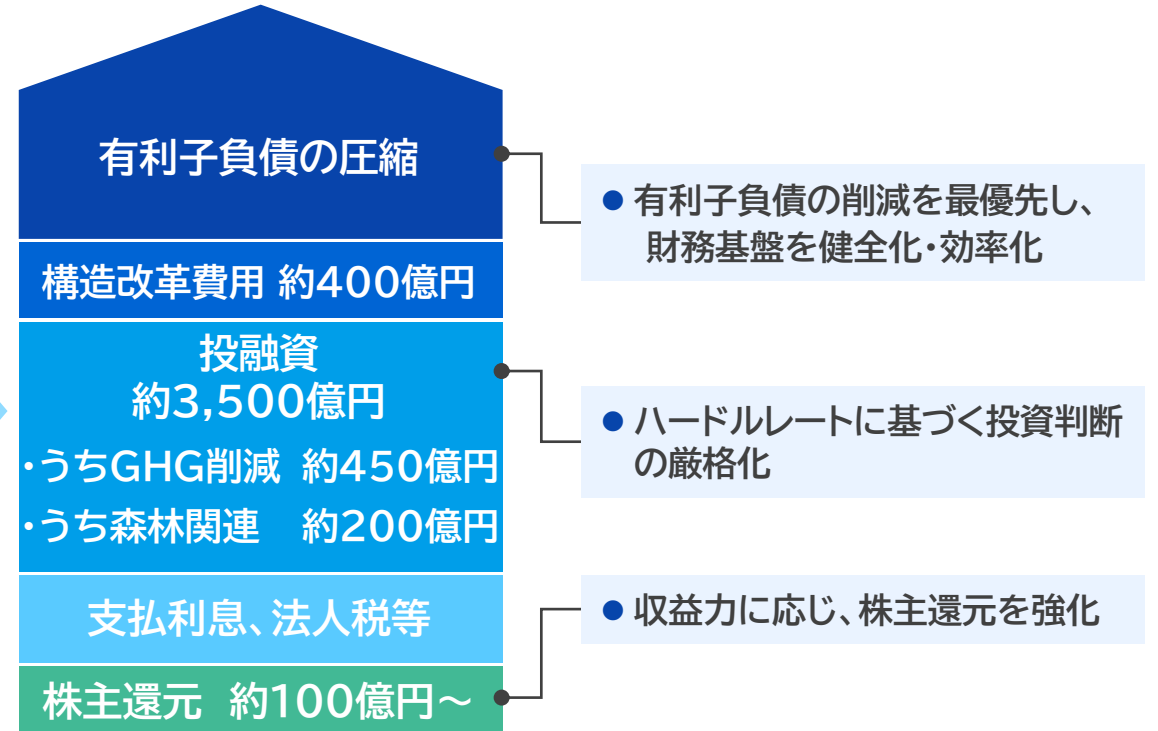 有利子負債の圧縮
構造改革費用 約400億円
投融資
約3,500億円
・うちGHG削減 約450億円
・うち森林関連 約200億円
支払利息、法人税等
株主還元 約100億円～
● 有利子負債の削減を最優先し、
財務基盤を健全化・効率化
● ハードルレートに基づく投資判断
の厳格化
● 収益力に応じ、株主還元を強化